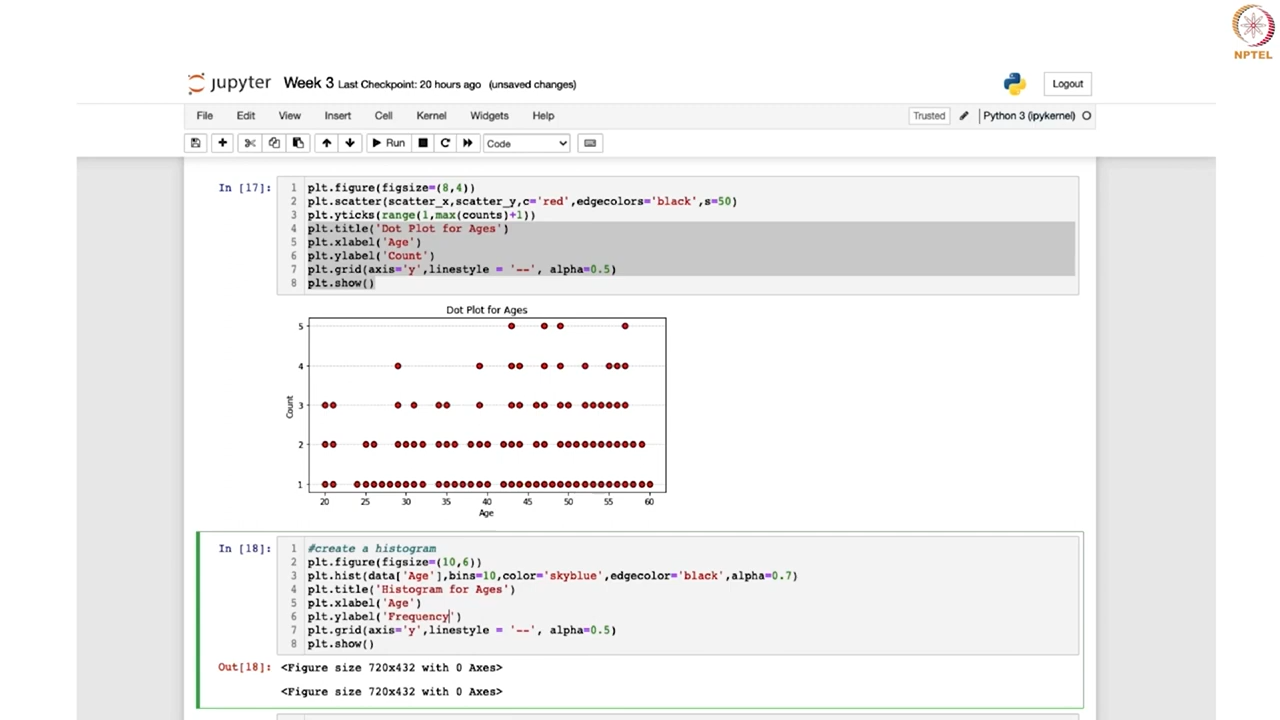 NPTEL
jupyter Week 3 Last Checkpoint: 20 hours ago (unsaved changes)
Logout
File Edit View Insert Cell Kernel Widgets Help
Trusted Python 3 (ipykernel)
Run Code
In [17]:
1 plt.figure(figsize=(8,4))
2 plt.scatter(scatter_x,scatter_y,c='red',edgecolors='black',s=50)
3 plt.yticks(range(1,max(counts)+1))
4 plt.title('Dot Plot for Ages')
5 plt.xlabel('Age')
6 plt.ylabel('Count')
7 plt.grid(axis='y',linestyle = '--', alpha=0.5)
8 plt.show()
Dot Plot for Ages
5
4
3
2
1
Count
20 25 30 35 40 45 50 55 60
Age
In [18]:
1 #create a histogram
2 plt.figure(figsize=(10,6))
3 plt.hist(data['Age'],bins=10,color='skyblue',edgecolor='black',alpha=0.7)
4 plt.title('Histogram for Ages')
5 plt.xlabel('Age')
6 plt.ylabel('Frequency')
7 plt.grid(axis='y',linestyle = '--', alpha=0.5)
8 plt.show()
Out[18]: <Figure size 720x432 with 0 Axes>
<Figure size 720x432 with 0 Axes>